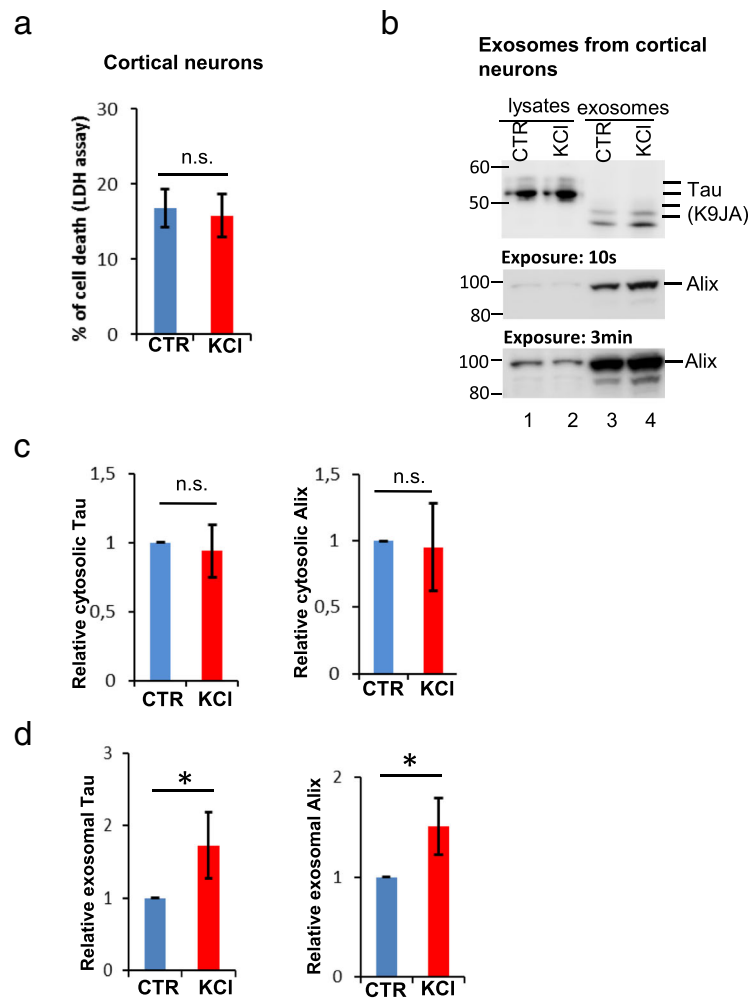 a
Cortical neurons
% of cell death (LDH assay)
30
20
10
0
n.s.
CTR KCl
b
Exosomes from cortical
neurons
lysates exosomes
CTR KCl CTR KCl
60
50
Tau
(K9JA)
Exposure: 10s
100
80
Alix
Exposure: 3min
100
80
Alix
1 2 3 4
c
Relative cytosolic Tau
1,5
1
0,5
0
n.s.
CTR KCl
Relative cytosolic Alix
1,5
1
0,5
0
n.s.
CTR KCl
d
Relative exosomal Tau
3
2
1
0
*
CTR KCl
Relative exosomal Alix
2
1
0
*
CTR KCl